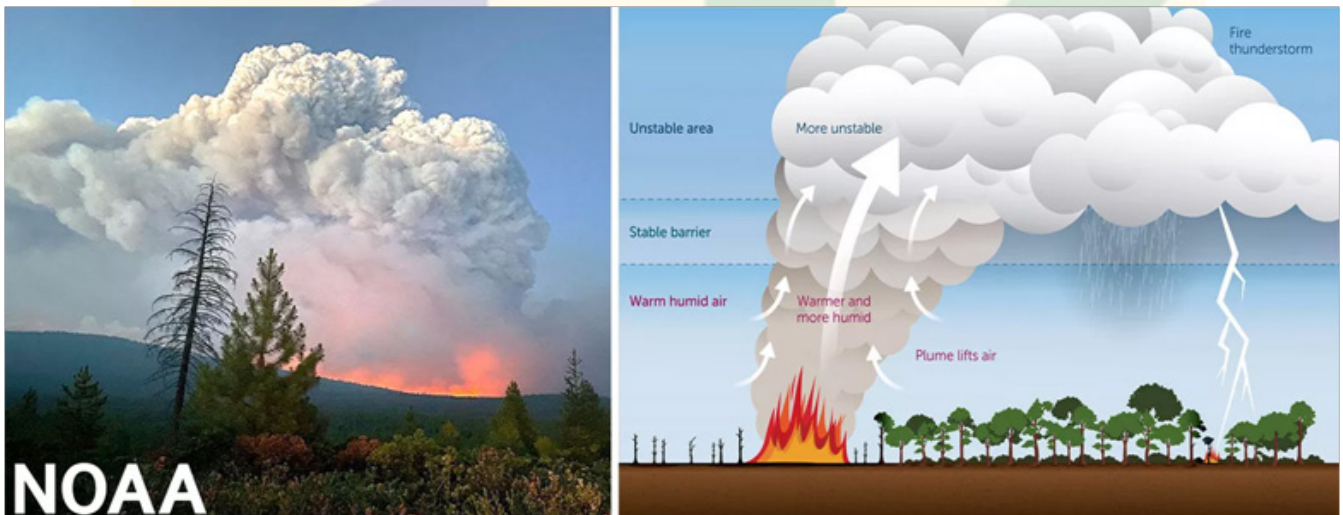 NOAA
Fire
thunderstorm
Unstable area
More unstable
Stable barrier
Warm humid air
Warmer and
more humid
Plume lifts air